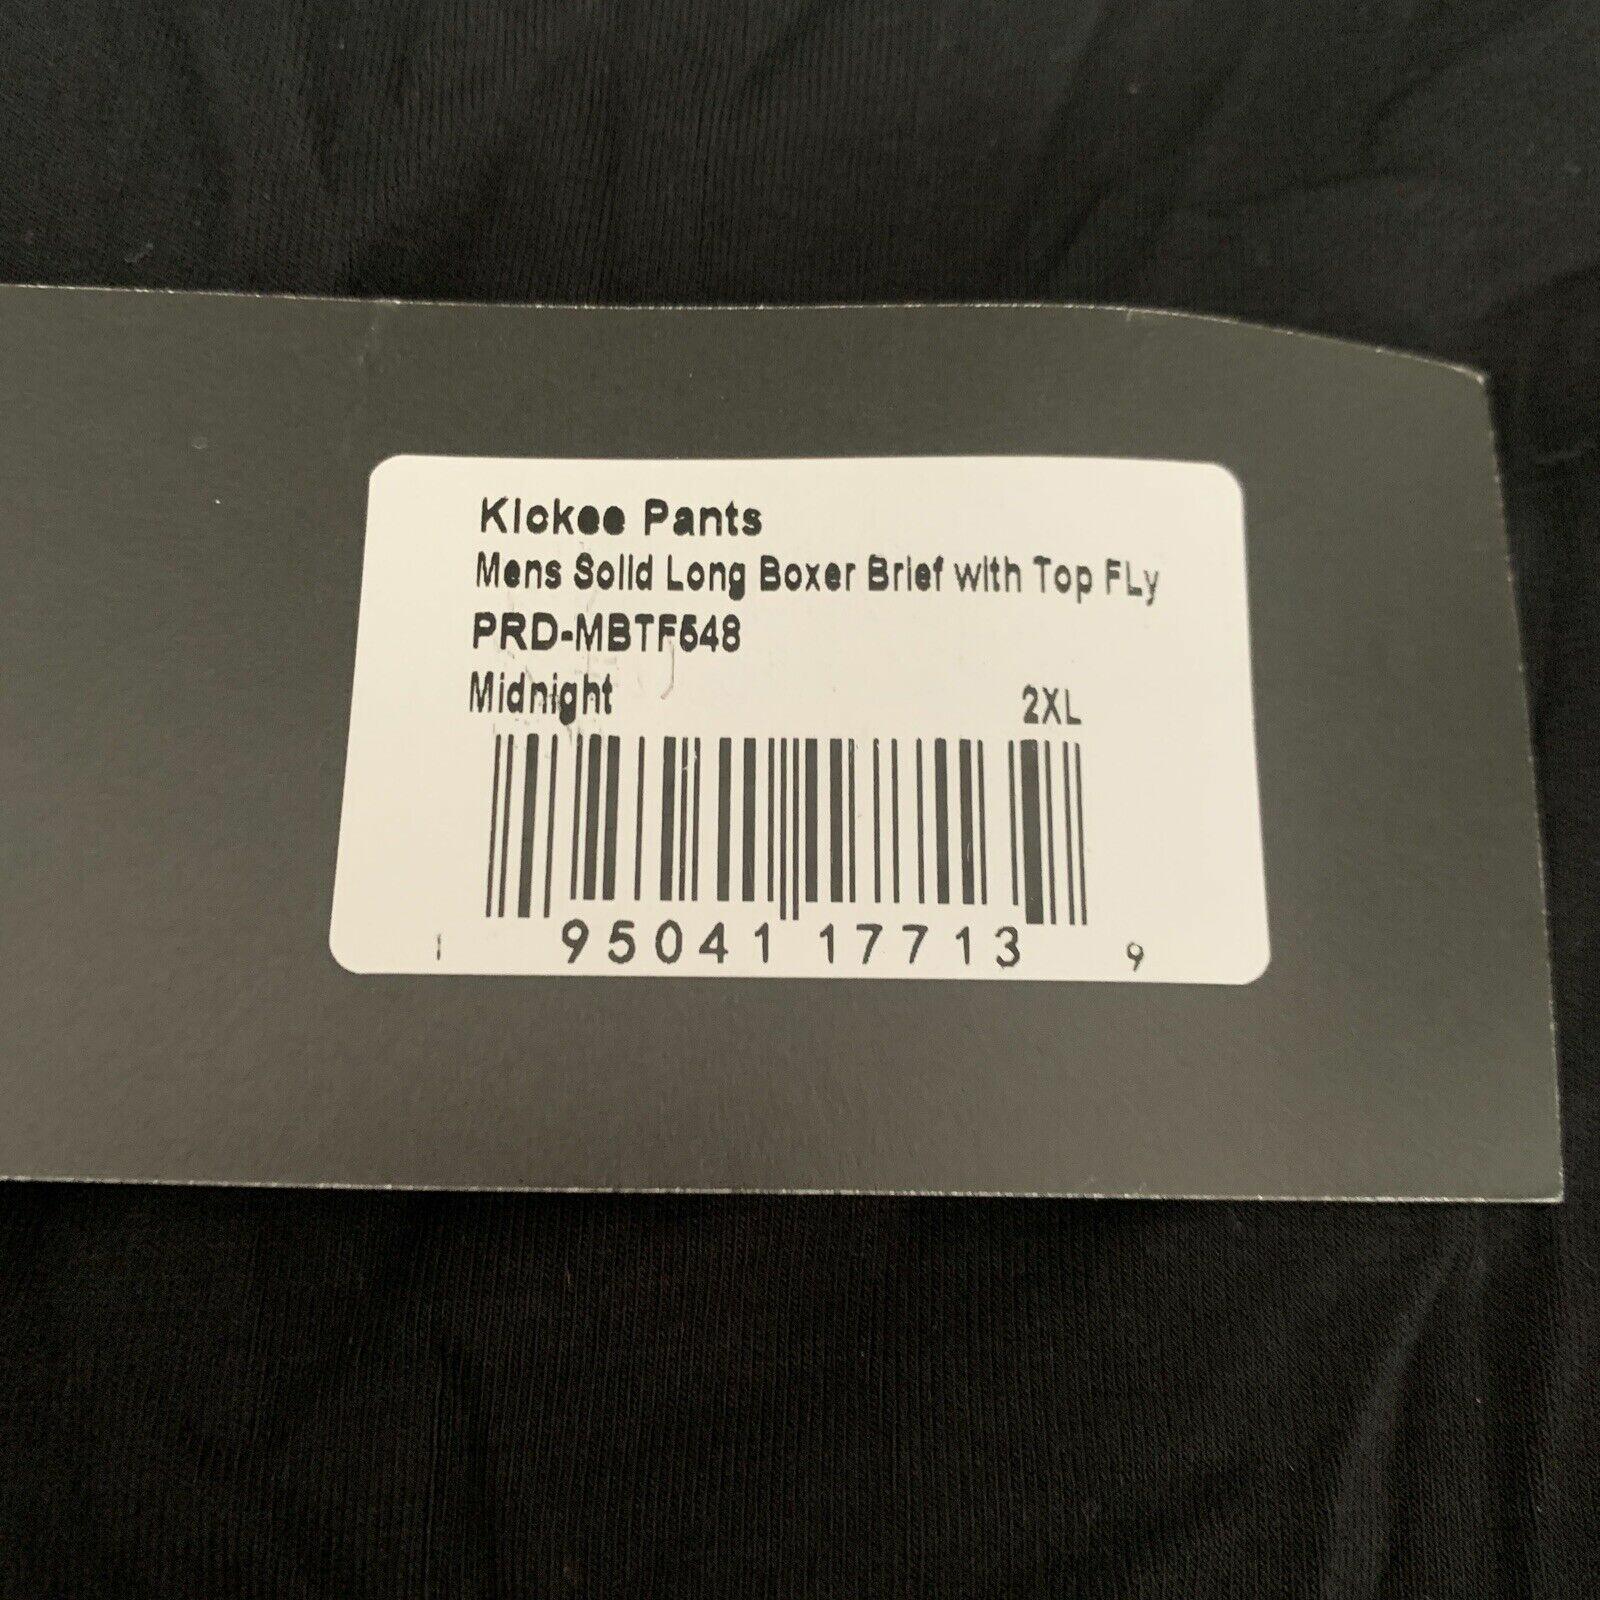 Kickee Pants
Mens Solid Long Boxer Brief with Top FLy
PRD-MBTF548
Midnight 2XL
1 95041 17713 9